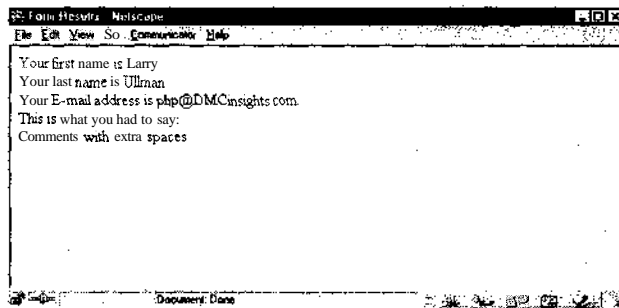 Form Results Netscape
File Edit View So Communicator Help
Your first name is Larry
Your last name is Ullman
Your E-mail address is php@DMCinsights com.
This is what you had to say:
Comments with extra spaces
Document: Done